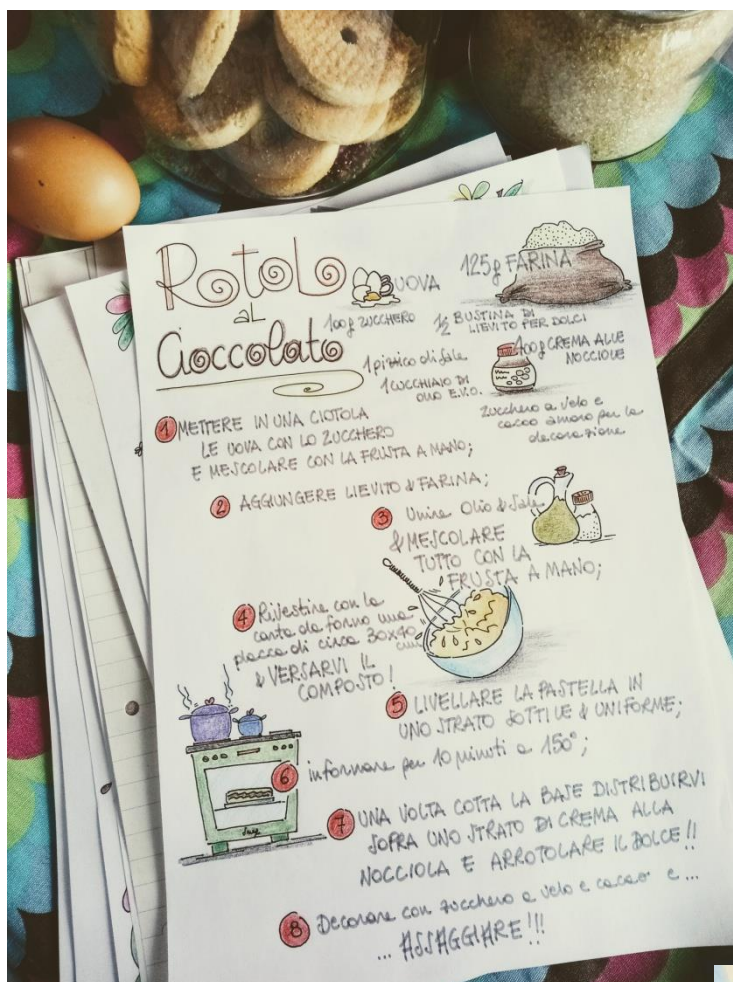 Rotolo
al
Cioccolato
3 UOVA
125g FARINA
100g ZUCCHERO
1/2 BUSTINA DI
LIEVITO PER DOLCI
1 pizzico di sale
400g CREMA ALLE
NOCCIOLE
1 CUCCHIAIO DI
OLIO E.V.O.
Zucchero a velo e
cacao amaro per la
decorazione
1 METTERE IN UNA CIOTOLA
LE UOVA CON LO ZUCCHERO
E MESCOLARE CON LA FRUSTA A MANO;
2 AGGIUNGERE LIEVITO & FARINA;
3 Unire Olio & Sale
& MESCOLARE
TUTTO CON LA
FRUSTA A MANO;
4 Rivestire con la
carta da forno una
placca di circa 30x40
cm
& VERSARVI IL
COMPOSTO!
5 LIVELLARE LA PASTELLA IN
UNO STRATO SOTTILE & UNIFORME;
6 infornare per 10 minuti a 150°;
7 UNA VOLTA COTTA LA BASE DISTRIBUIRVI
SOPRA UNO STRATO DI CREMA ALLA
NOCCIOLA E ARROTOLARE IL DOLCE!!
8 Decorare con zucchero a velo e cacao e...
... ASSAGGIARE!!!